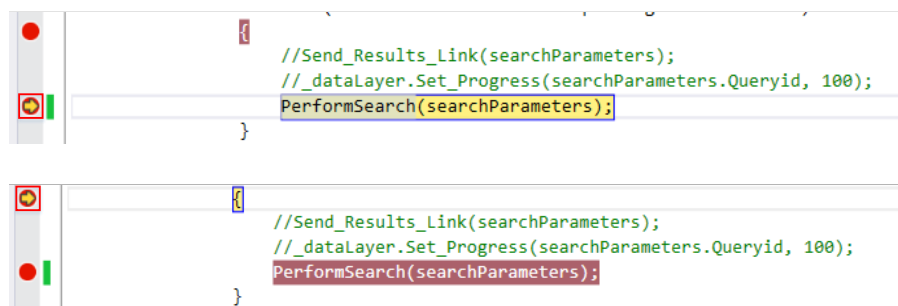 {
//Send_Results_Link(searchParameters);
//_dataLayer.Set_Progress(searchParameters.Queryid, 100);
PerformSearch(searchParameters);
}
{
//Send_Results_Link(searchParameters);
//_dataLayer.Set_Progress(searchParameters.Queryid, 100);
PerformSearch(searchParameters);
}